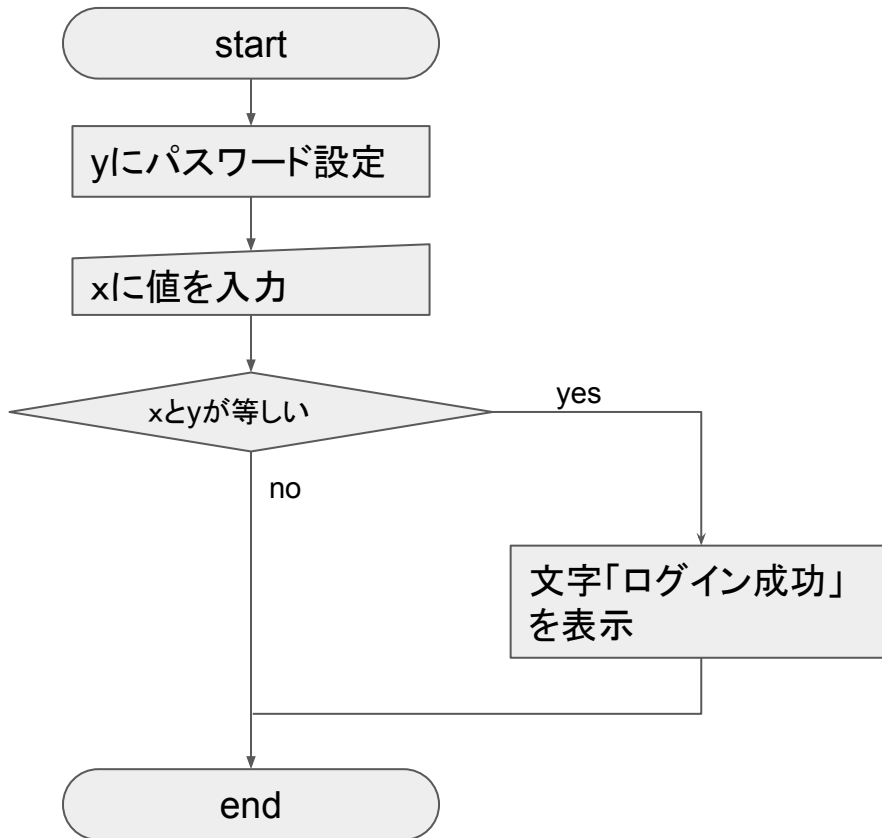 start
yにパスワード設定
xに値を入力
xとyが等しい
yes
no
文字「ログイン成功」
を表示
end